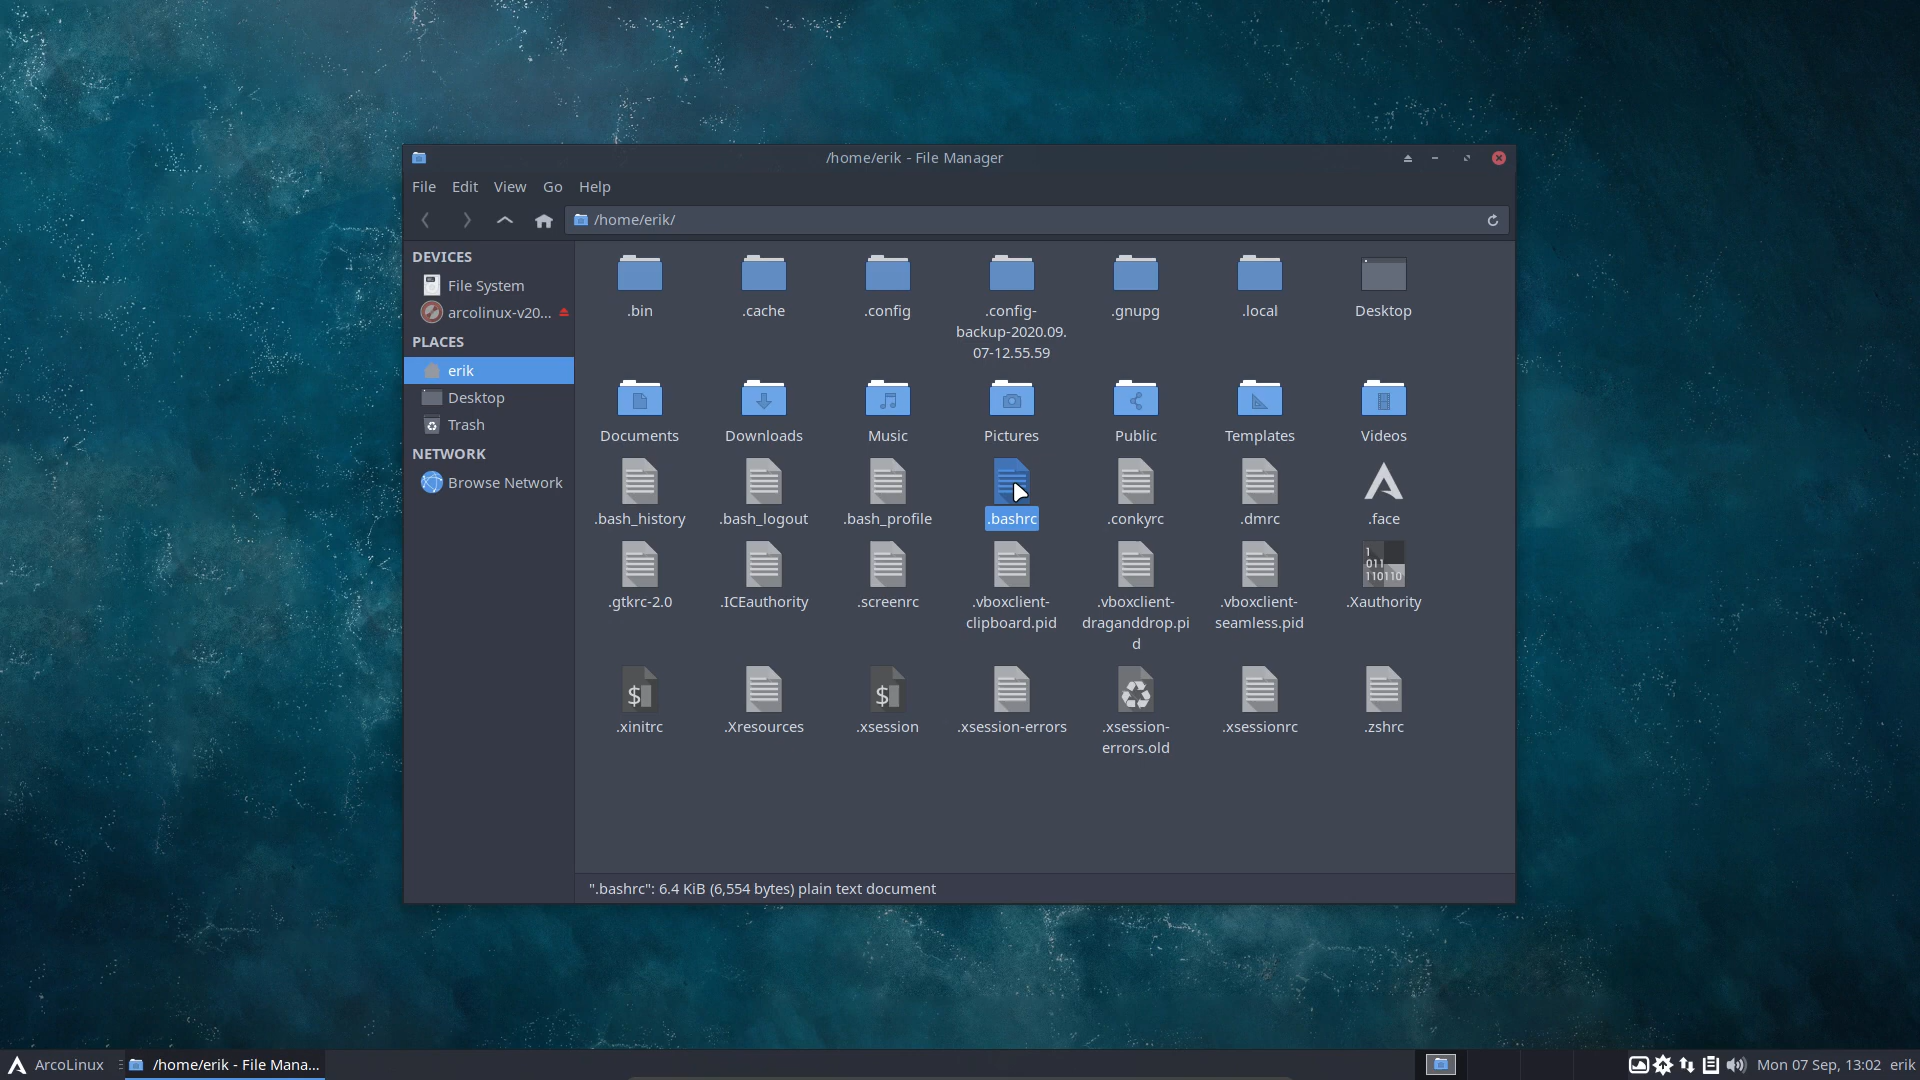 /home/erik - File Manager
File Edit View Go Help
/home/erik/
DEVICES
File System
arcolinux-v20...
PLACES
erik
Desktop
Trash
NETWORK
Browse Network
.bin
.cache
.config
.config-
backup-2020.09.
07-12.55.59
.gnupg
.local
Desktop
Documents
Downloads
Music
Pictures
Public
Templates
Videos
.bash_history
.bash_logout
.bash_profile
.bashrc
.conkyrc
.dmrc
.face
.gtkrc-2.0
.ICEauthority
.screenrc
.vboxclient-
clipboard.pid
.vboxclient-
draganddrop.pi
d
.vboxclient-
seamless.pid
1
011
110110
.Xauthority
$
.xinitrc
.Xresources
$
.xsession
.xsession-errors
.xsession-
errors.old
.xsessionrc
.zshrc
".bashrc": 6.4 KiB (6,554 bytes) plain text document
ArcoLinux
/home/erik - File Mana...
Mon 07 Sep, 13:02 erik